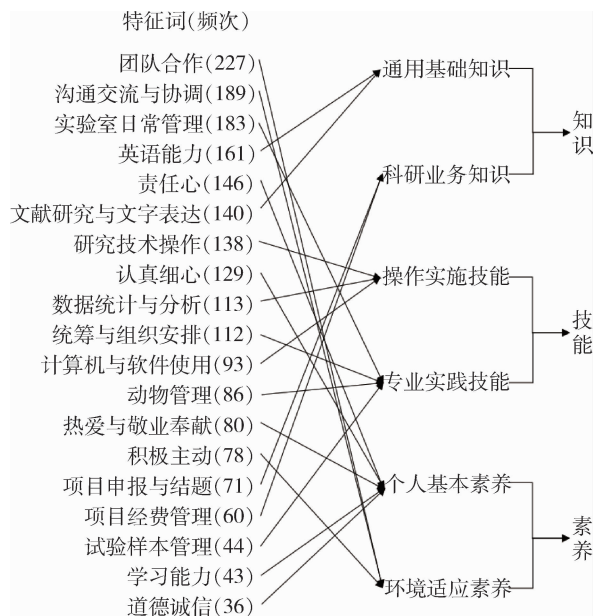 特征词(频次)
团队合作(227)
沟通交流与协调(189)
实验室日常管理(183)
英语能力(161)
责任心(146)
文献研究与文字表达(140)
研究技术操作(138)
认真细心(129)
数据统计与分析(113)
统筹与组织安排(112)
计算机与软件使用(93)
动物管理(86)
热爱与敬业奉献(80)
积极主动(78)
项目申报与结题(71)
项目经费管理(60)
试验样本管理(44)
学习能力(43)
道德诚信(36)
通用基础知识
科研业务知识
操作实施技能
专业实践技能
个人基本素养
环境适应素养
知识
技能
素养